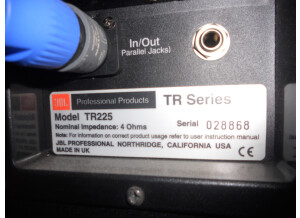 In/Out
Parallel Jacks
JBL Professional Products TR Series
Model TR225
Nominal Impedance: 4 Ohms Serial 028868
Note: For information on correct product usage refer to user instruction manual
JBL PROFESSIONAL NORTHRIDGE, CALIFORNIA USA
MADE IN UK CE